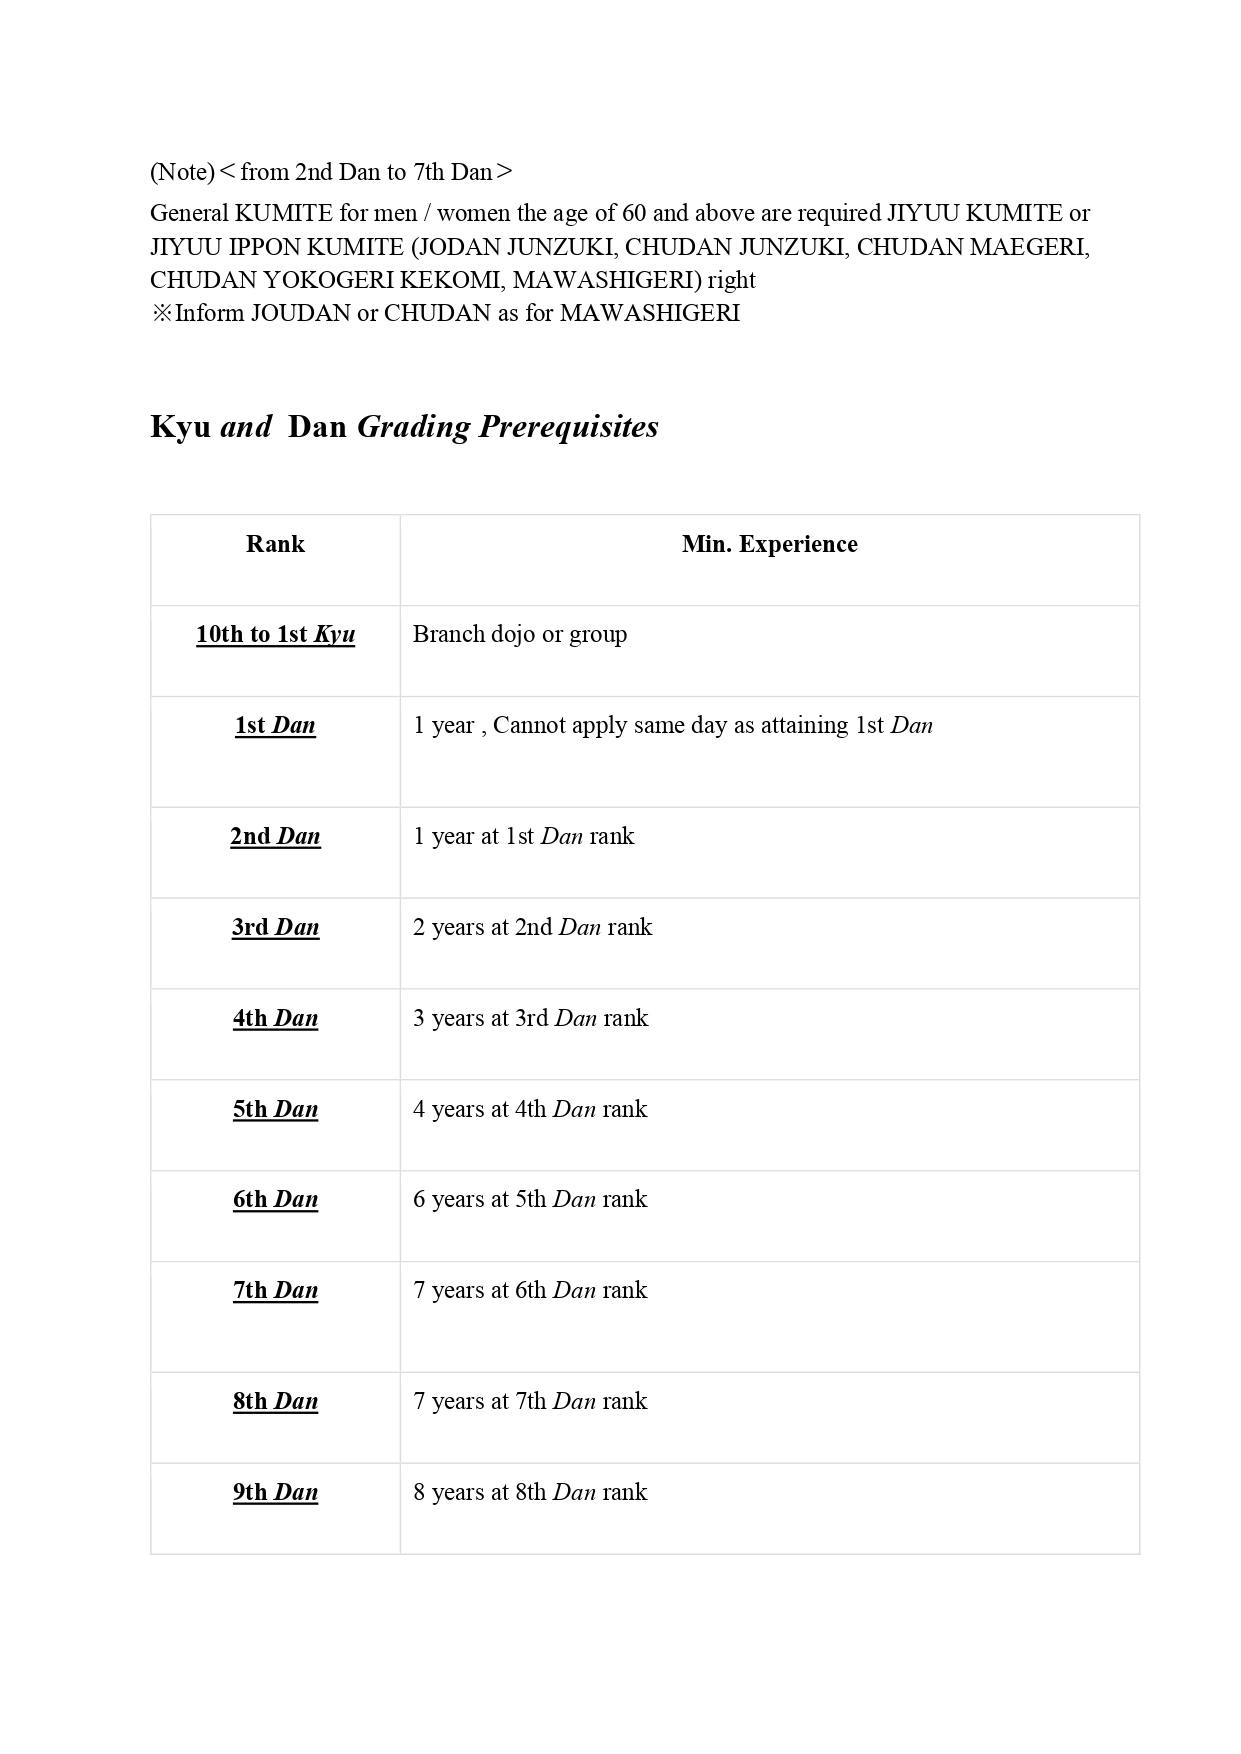 (Note)＜from 2nd Dan to 7th Dan＞
General KUMITE for men / women the age of 60 and above are required JIYUU KUMITE or
JIYUU IPPON KUMITE (JODAN JUNZUKI, CHUDAN JUNZUKI, CHUDAN MAEGERI,
CHUDAN YOKOGERI KEKOMI, MAWASHIGERI) right
※Inform JOUDAN or CHUDAN as for MAWASHIGERI
Kyu and Dan Grading Prerequisites
Rank Min. Experience
10th to 1st Kyu Branch dojo or group
1st Dan 1 year , Cannot apply same day as attaining 1st Dan
2nd Dan 1 year at 1st Dan rank
3rd Dan 2 years at 2nd Dan rank
4th Dan 3 years at 3rd Dan rank
5th Dan 4 years at 4th Dan rank
6th Dan 6 years at 5th Dan rank
7th Dan 7 years at 6th Dan rank
8th Dan 7 years at 7th Dan rank
9th Dan 8 years at 8th Dan rank